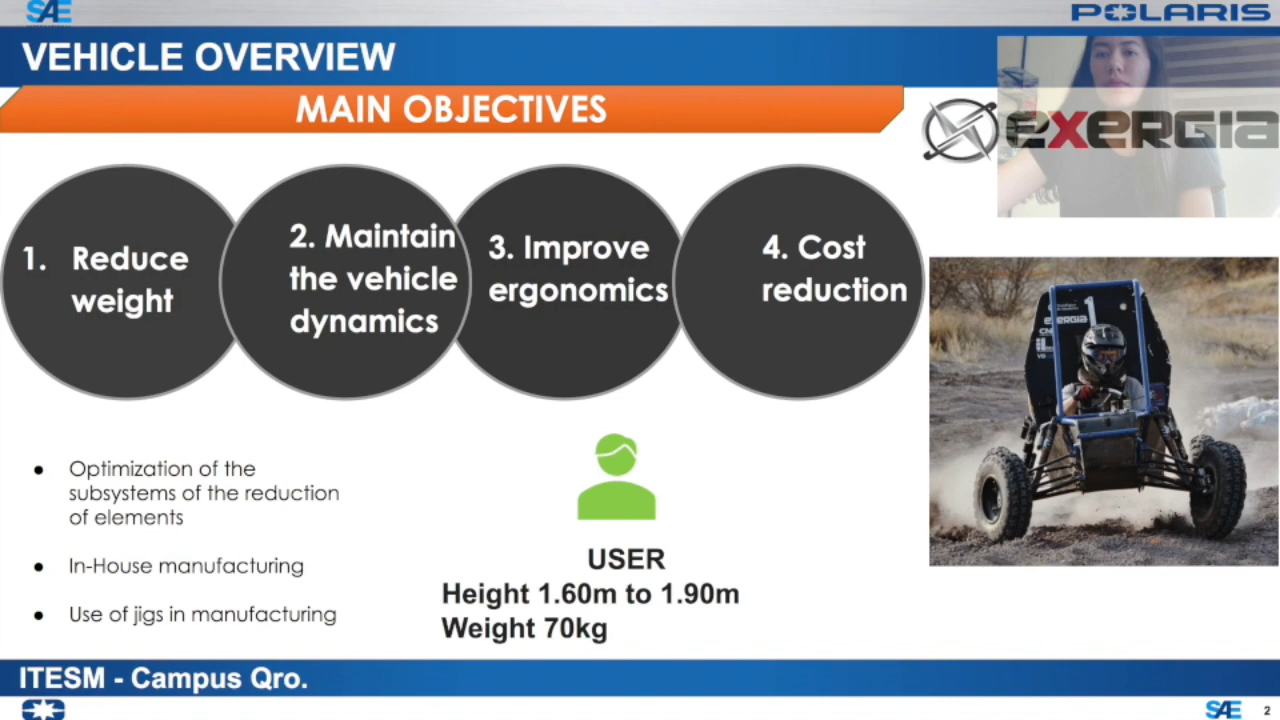 SAE
POLARIS
VEHICLE OVERVIEW
MAIN OBJECTIVES
exergia
1. Reduce
weight
2. Maintain
the vehicle
dynamics
3. Improve
ergonomics
4. Cost
reduction
exergia
1
● Optimization of the
subsystems of the reduction
of elements
● In-House manufacturing
● Use of jigs in manufacturing
USER
Height 1.60m to 1.90m
Weight 70kg
ITESM - Campus Qro.
SAE
2